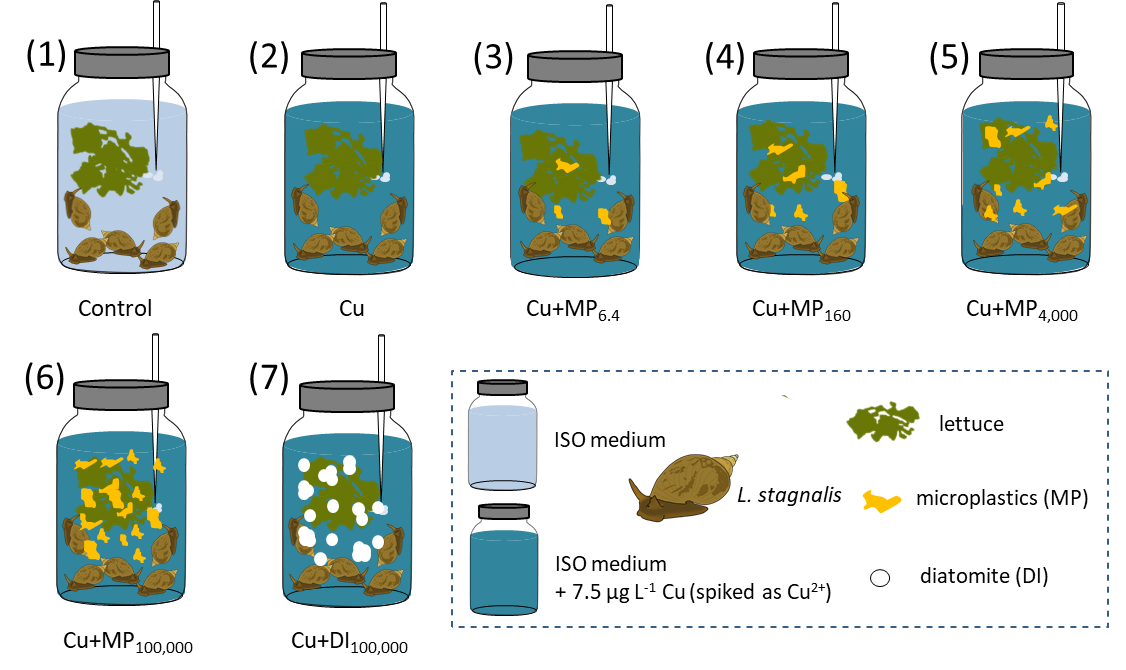 (1)
(2)
(3)
(4)
(5)
Control
Cu
Cu+MP6.4
Cu+MP160
Cu+MP4,000
(6)
(7)
Cu+MP100,000
Cu+DI100,000
ISO medium
ISO medium
+ 7.5 µg L-1 Cu (spiked as Cu2+)
L. stagnalis
lettuce
microplastics (MP)
diatomite (DI)